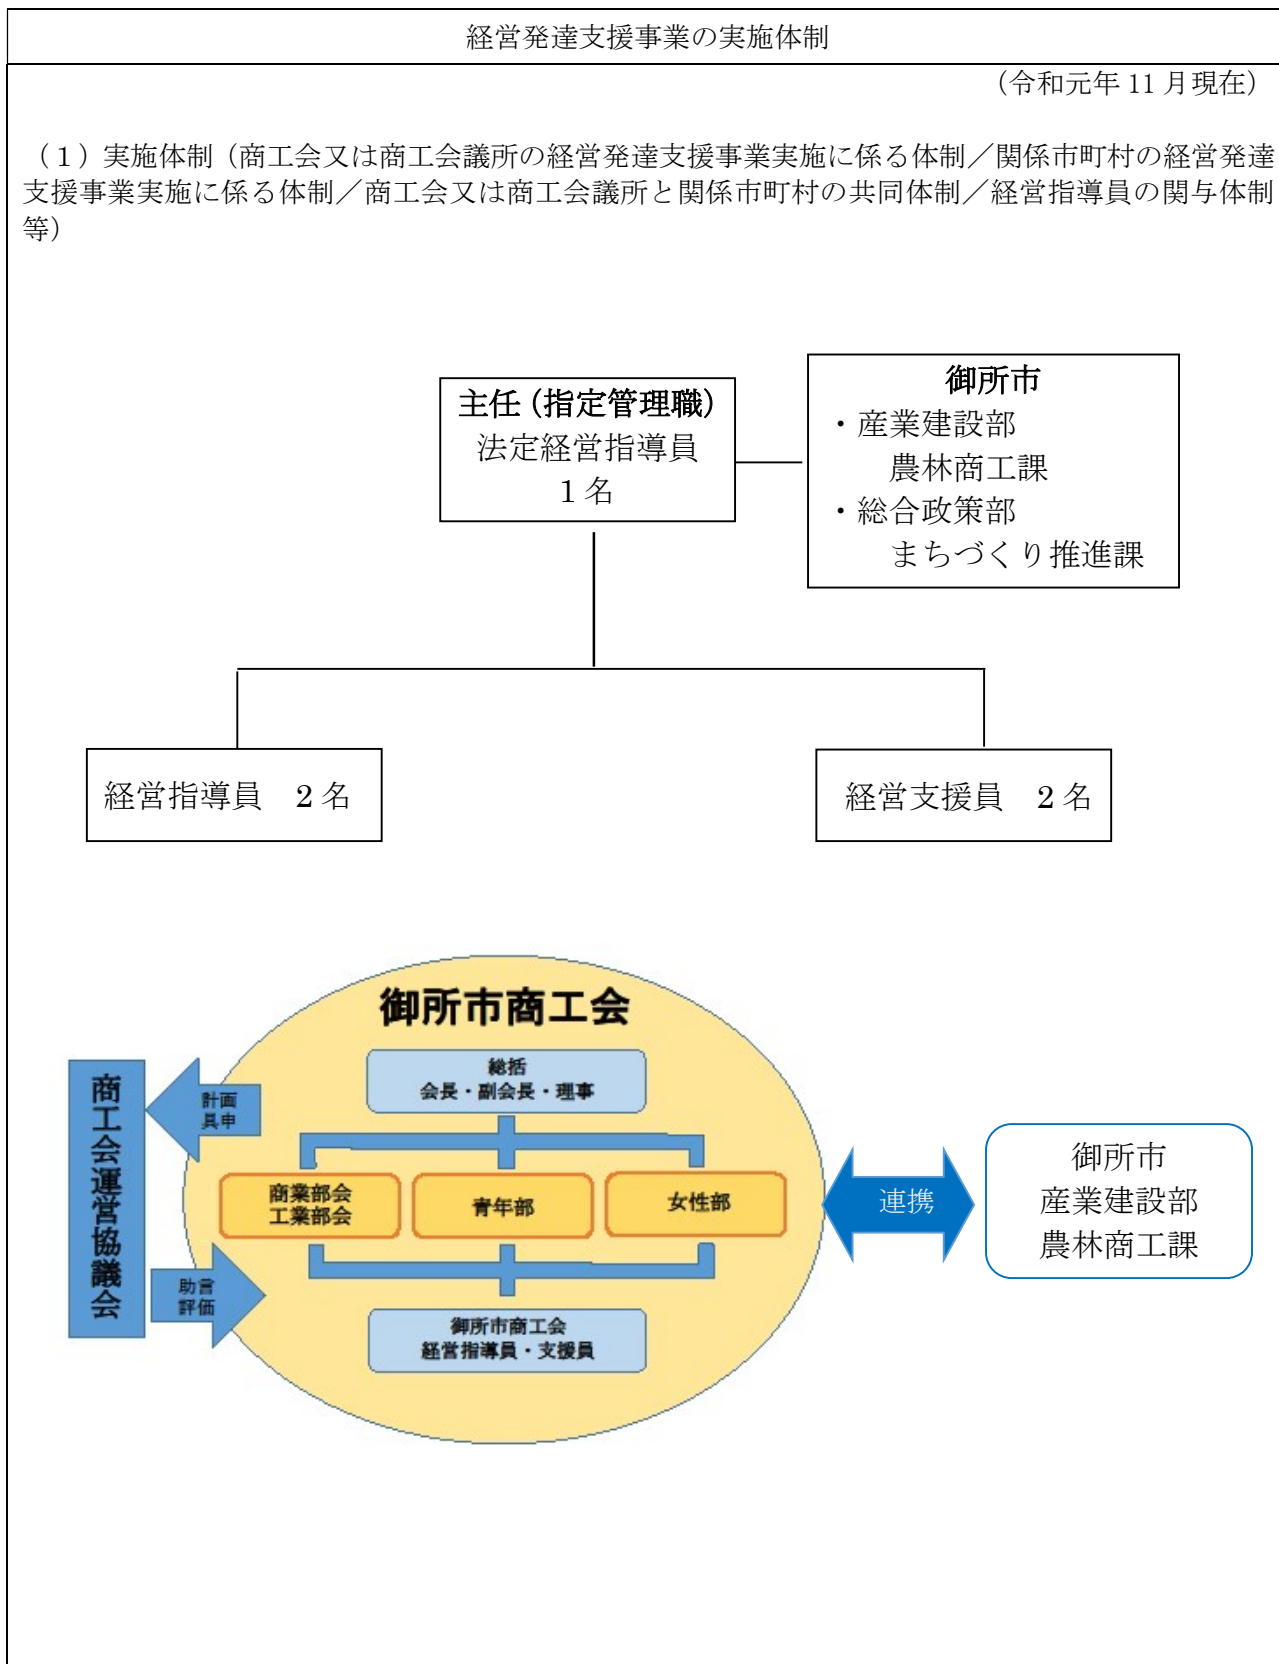 経営発達支援事業の実施体制
（令和元年 11 月現在）
（１）実施体制（商工会又は商工会議所の経営発達支援事業実施に係る体制／関係市町村の経営発達
支援事業実施に係る体制／商工会又は商工会議所と関係市町村の共同体制／経営指導員の関与体制
等）
主任（指定管理職）
法定経営指導員
１名
御所市
・産業建設部
農林商工課
・総合政策部
まちづくり推進課
経営指導員　２名
経営支援員　２名
御所市商工会
総括
会長・副会長・理事
商工会運営協議会
計画
具申
商業部会
工業部会
青年部
女性部
助言
評価
御所市商工会
経営指導員・支援員
連携
御所市
産業建設部
農林商工課